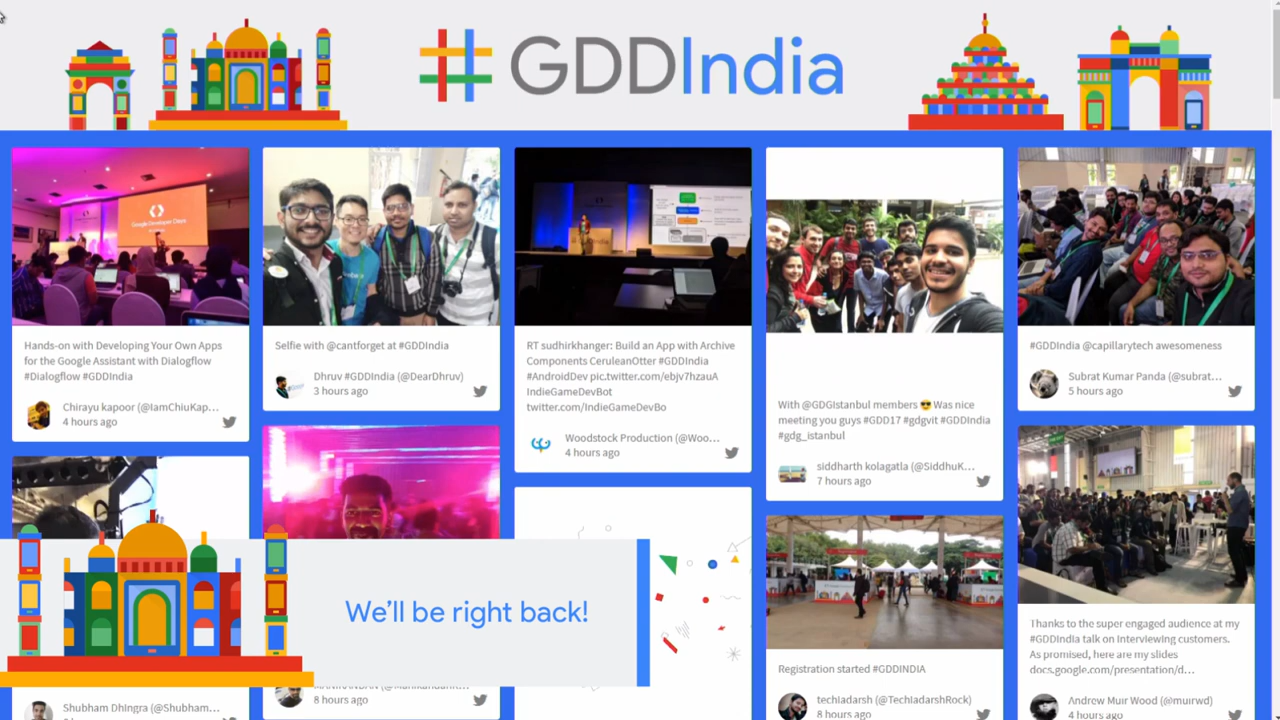 #GDDIndia
Google Developer Days
Hands-on with Developing Your Own Apps
for the Google Assistant with Dialogflow
#Dialogflow #GDDIndia
Chirayu kapoor (@IamChiuKap...
4 hours ago
Selfie with @cantforget at #GDDIndia
Dhruv #GDDIndia (@DearDhruv)
3 hours ago
RT sudhirkhanger: Build an App with Archive
Components CeruleanOtter #GDDIndia
#AndroidDev pic.twitter.com/ebjv7hzauA
IndieGameDevBot
twitter.com/IndieGameDevBo
Woodstock Production (@Woo...
4 hours ago
With @GDGIstanbul members 😎 Was nice
meeting you guys #GDD17 #gdgvit #GDDIndia
#gdg_istanbul
siddharth kolagatla (@SiddhuK...
7 hours ago
#GDDIndia @capillarytech awesomeness
Subrat Kumar Panda (@subrat...
5 hours ago
We'll be right back!
Shubham Dhingra (@Shubham...
8 hours ago
Registration started #GDDINDIA
techIadarsh (@TechIadarshRock)
8 hours ago
Thanks to the super engaged audience at my
#GDDIndia talk on Interviewing customers.
As promised, here are my slides
docs.google.com/presentation/d...
Andrew Muir Wood (@muirwd)
4 hours ago